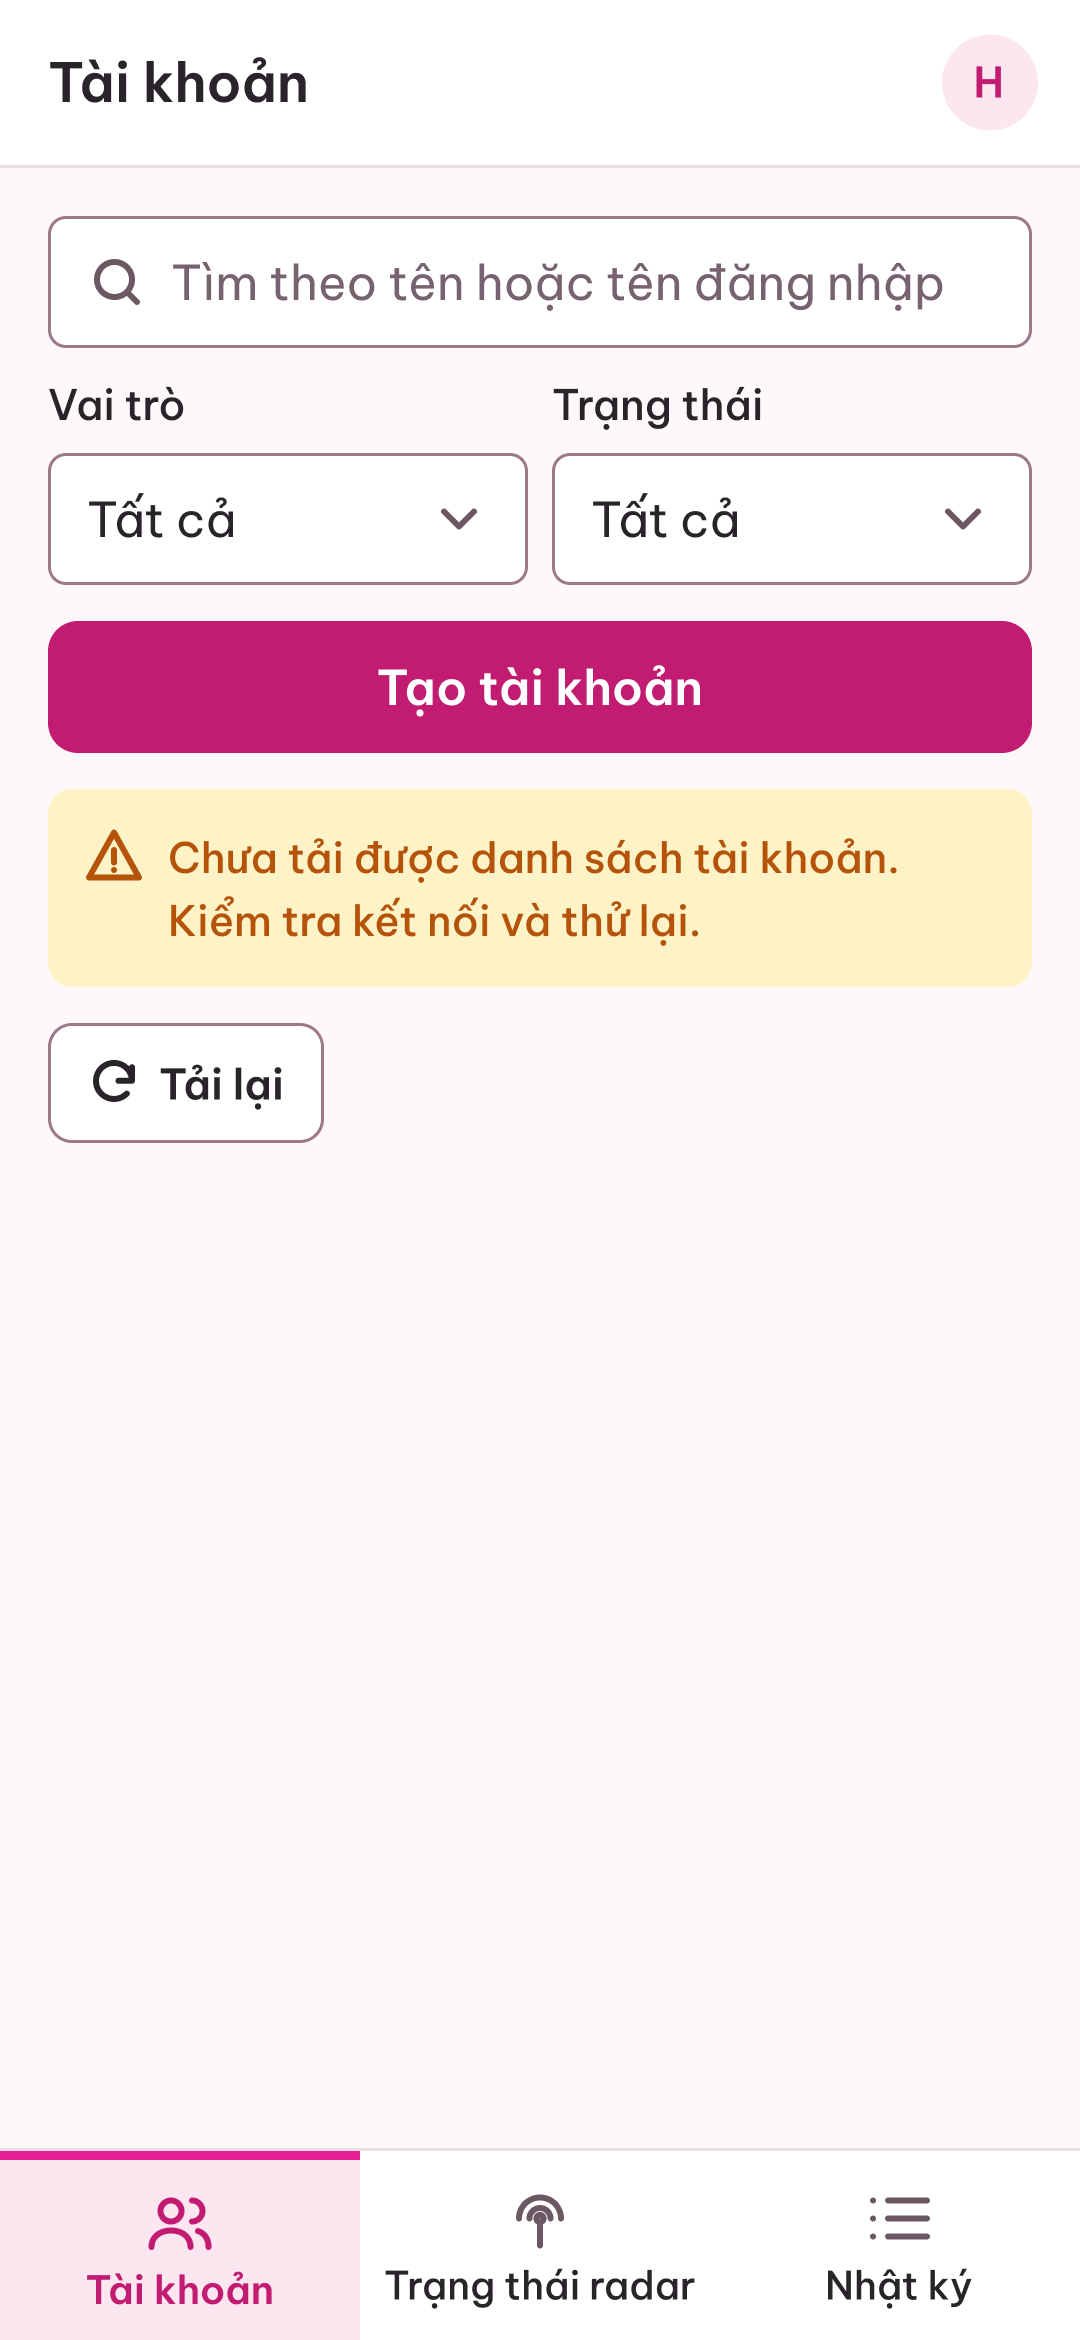 Tài khoản
H
Tìm theo tên hoặc tên đăng nhập
Vai trò
Trạng thái
Tất cả
Tất cả
Tạo tài khoản
Chưa tải được danh sách tài khoản.
Kiểm tra kết nối và thử lại.
Tải lại
Tài khoản
Trạng thái radar
Nhật ký